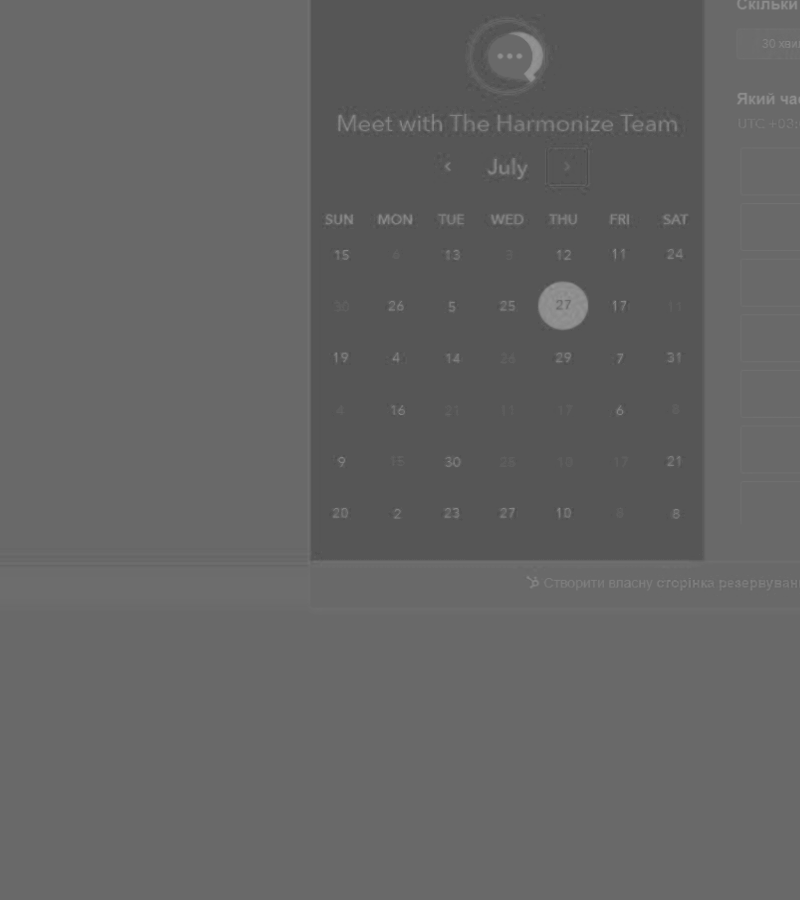 Скільки
30 хви
Meet with The Harmonize Team
Який час
UTC +03:
July
SUN MON TUE WED THU FRI SAT
15 6 13 3 12 11 24
30 26 5 25 27 17 11
19 4 14 24 29 7 31
4 16 21 11 17 6 8
9 15 30 25 18 17 21
20 2 23 27 10 8 8
Створити власну сторінка резервуван